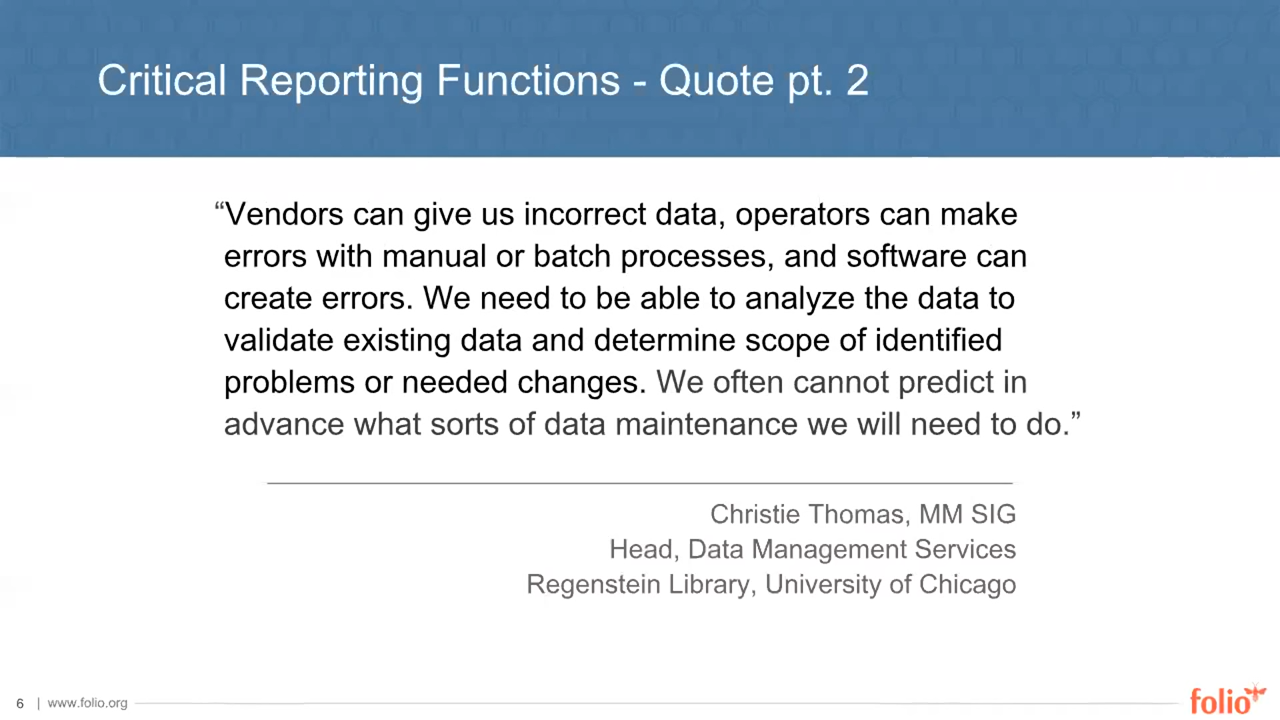 Critical Reporting Functions - Quote pt. 2
“Vendors can give us incorrect data, operators can make
errors with manual or batch processes, and software can
create errors. We need to be able to analyze the data to
validate existing data and determine scope of identified
problems or needed changes. We often cannot predict in
advance what sorts of data maintenance we will need to do.”
Christie Thomas, MM SIG
Head, Data Management Services
Regenstein Library, University of Chicago
6 | www.folio.org
folio